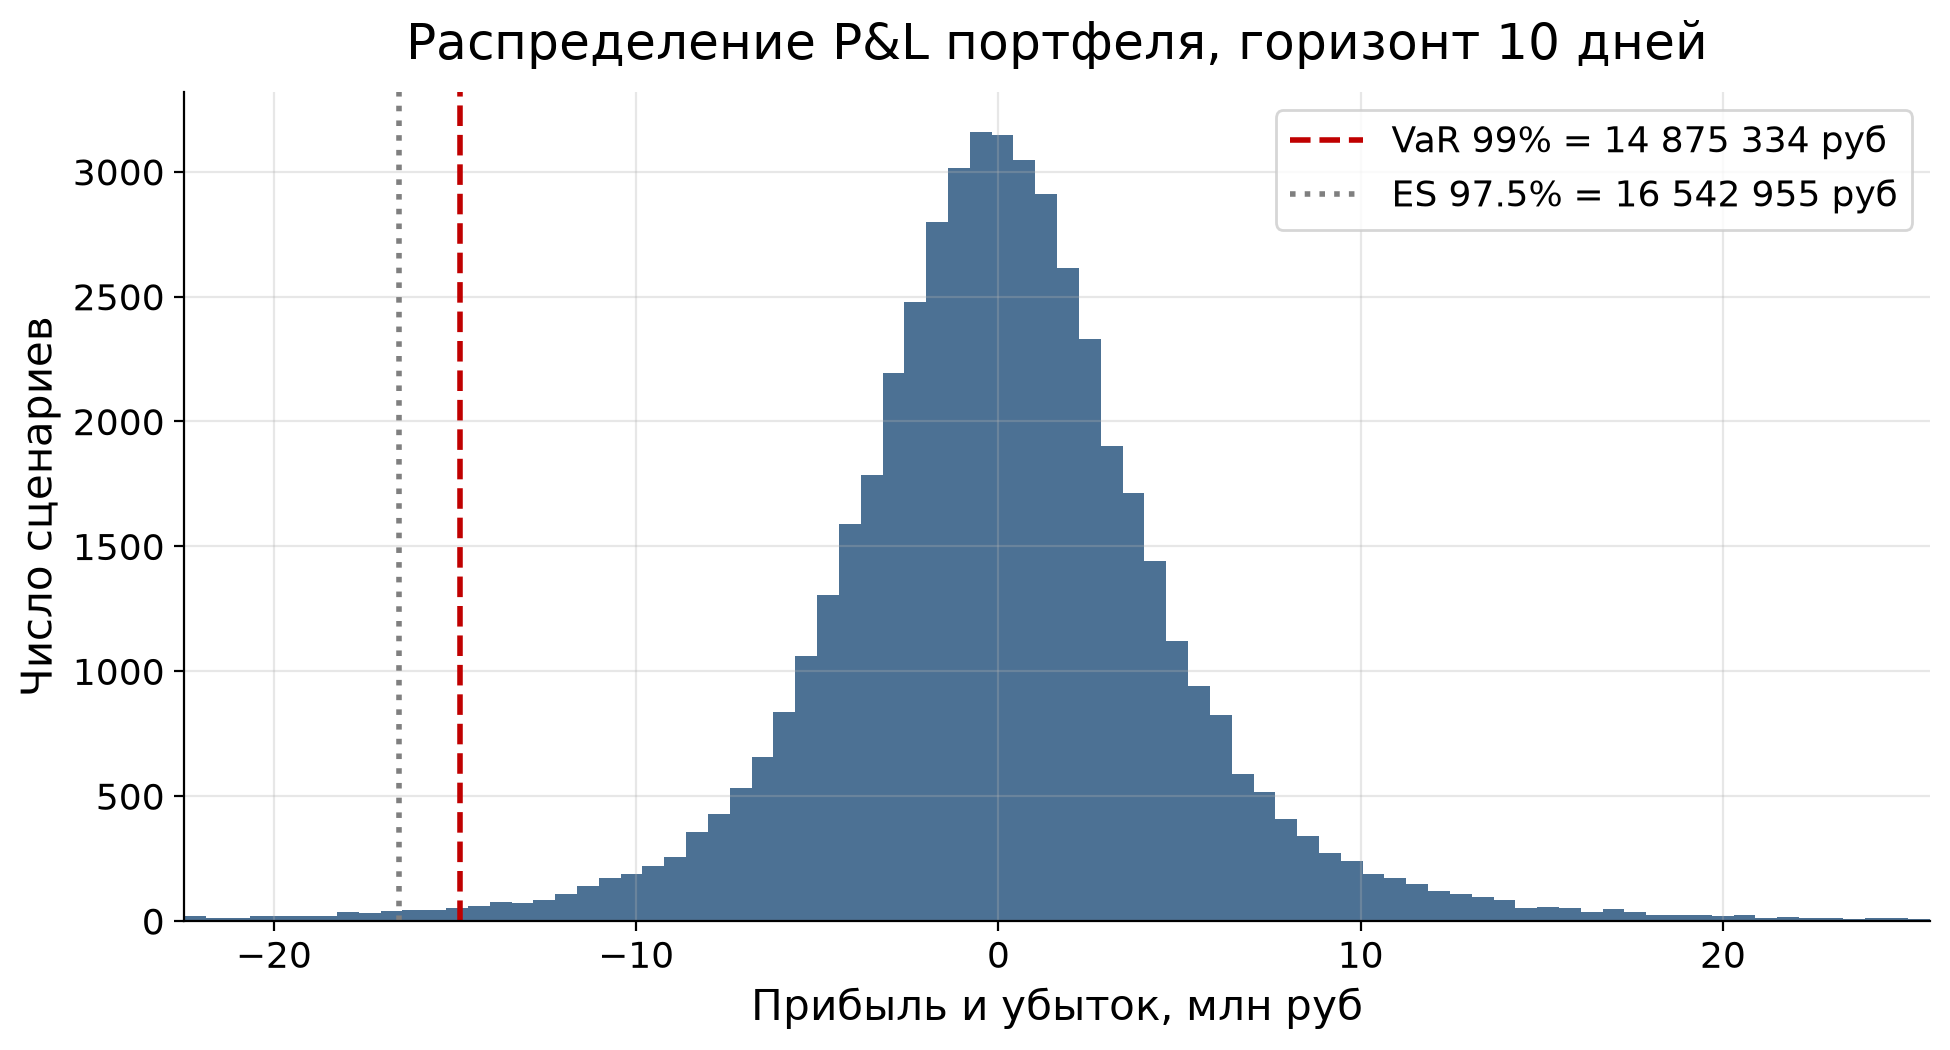 Распределение P&L портфеля, горизонт 10 дней
VaR 99% = 14 875 334 руб
ES 97.5% = 16 542 955 руб
Число сценариев
3000
2500
2000
1500
1000
500
0
−20
−10
0
10
20
Прибыль и убыток, млн руб